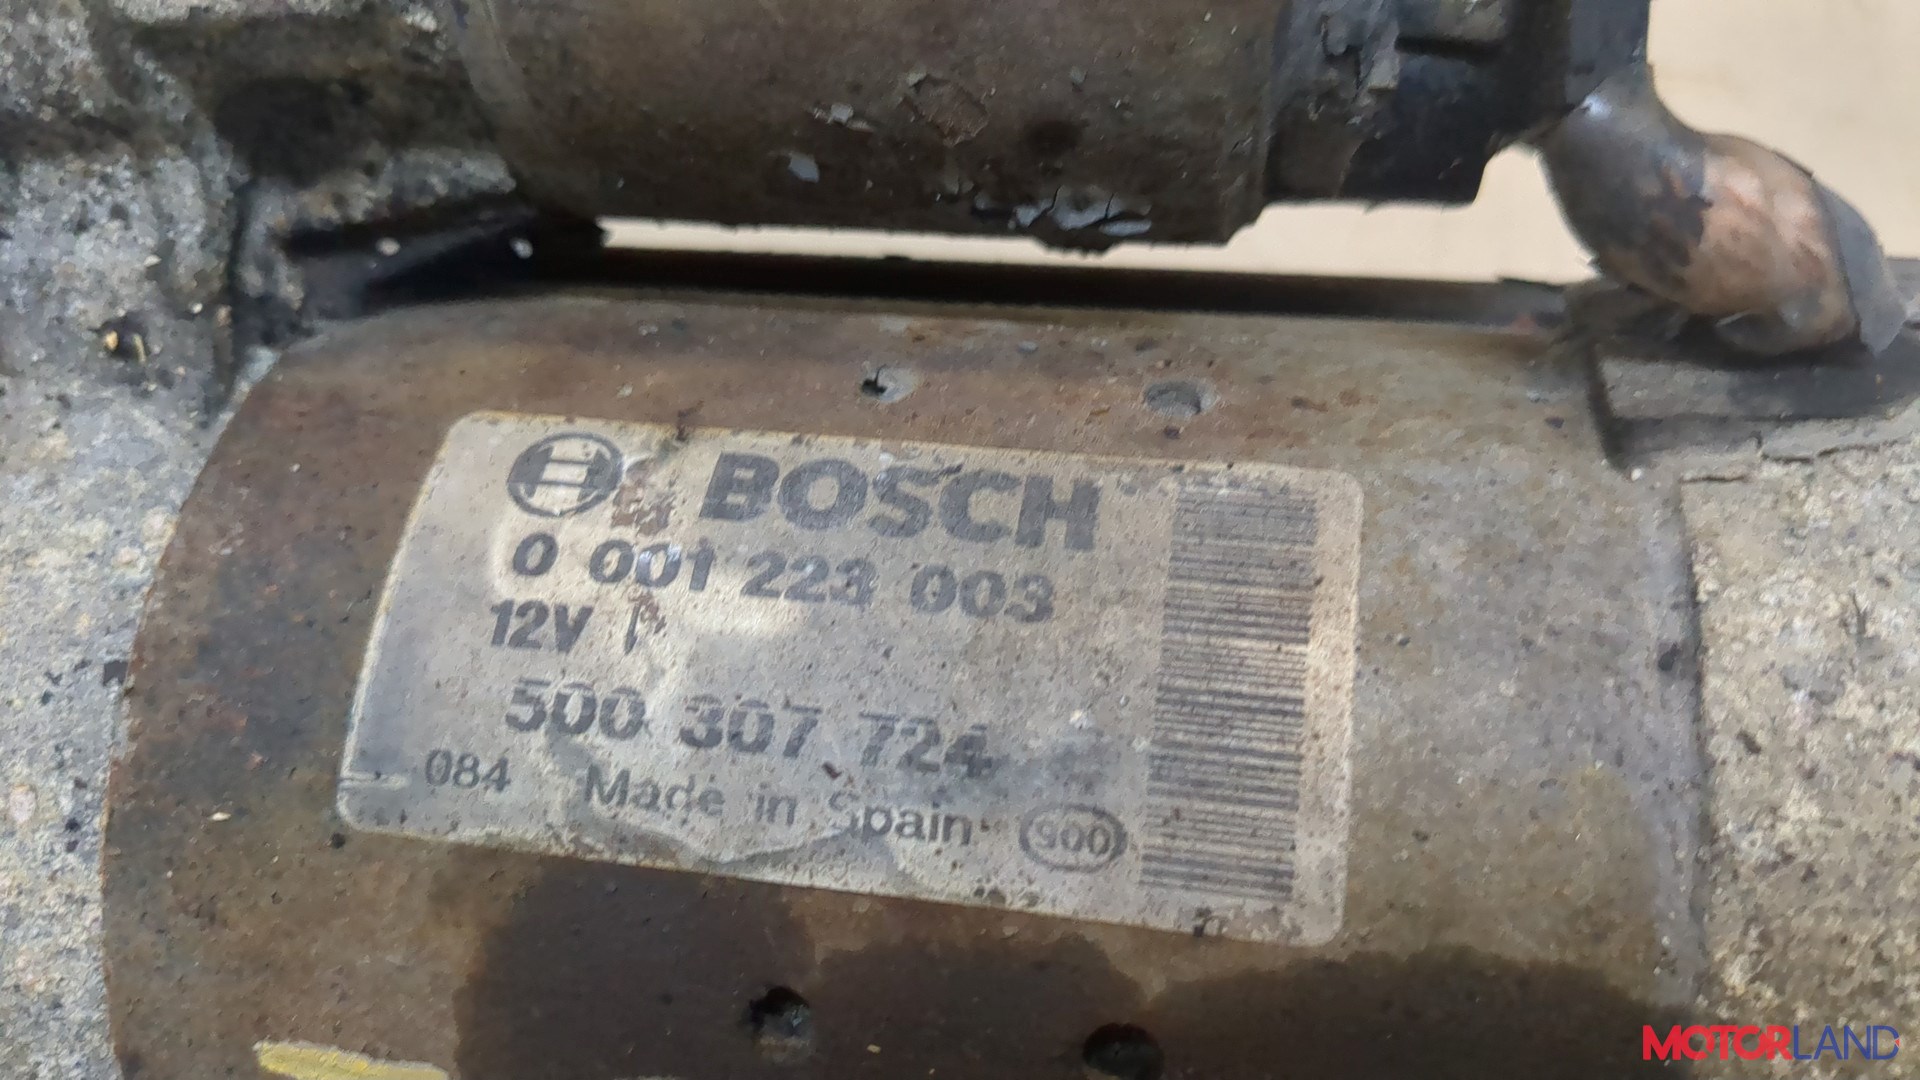 BOSCH
0 001 223 003
12V
500 307 724
084 Made in Spain 900
MOTORLAND